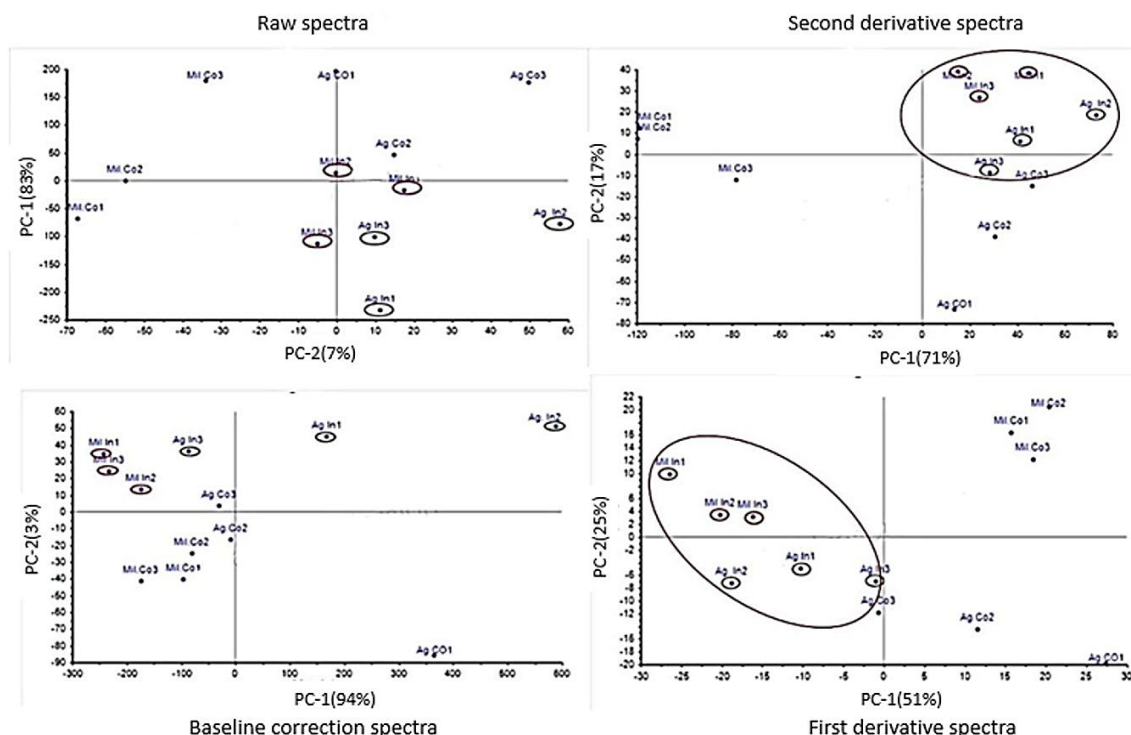 Raw spectra
Second derivative spectra
PC-1(83%)
200
150
100
50
0
-50
-100
-150
-200
-250
-70 -60 -50 -40 -30 -20 -10 0 10 20 30 40 50 60
PC-2(7%)
Mil.Co3
Ag CO1
Ag Co3
Ag Co2
Mil In2
Mil.Co2
Mil.Co1
Ag In2
Mil In3
Ag In3
Ag In1
PC-2(17%)
40
30
20
10
0
-10
-20
-30
-40
-50
-60
-70
-80
-120 -100 -80 -60 -40 -20 0 20 40 60 80
PC-1(71%)
Mil In3
Ag In2
Mil Co1
Mil Co2
Ag In1
Mil Co3
Ag In3
Ag Co3
Ag Co2
Ag CO1
PC-2(3%)
60
50
40
30
20
10
0
-10
-20
-30
-40
-50
-60
-70
-80
-90
-300 -200 -100 0 100 200 300 400 500 600
PC-1(94%)
Mil In1
Ag In3
Ag In1
Ag In2
Mil In3
Mil In2
Ag Co3
Ag Co2
Mil Co2
Mil Co3
Mil Co1
Ag CO1
PC-2(25%)
22
20
18
16
14
12
10
8
6
4
2
0
-2
-4
-6
-8
-10
-12
-14
-16
-18
-20
-30 -25 -20 -15 -10 -5 0 5 10 15 20 25 30
PC-1(51%)
Mil Co2
Mil Co1
Mil Co3
Mil In1
Mil In2
Mil In3
Ag In1
Ag In2
Ag In3
Ag Co3
Ag Co2
Ag CO1
Baseline correction spectra
First derivative spectra